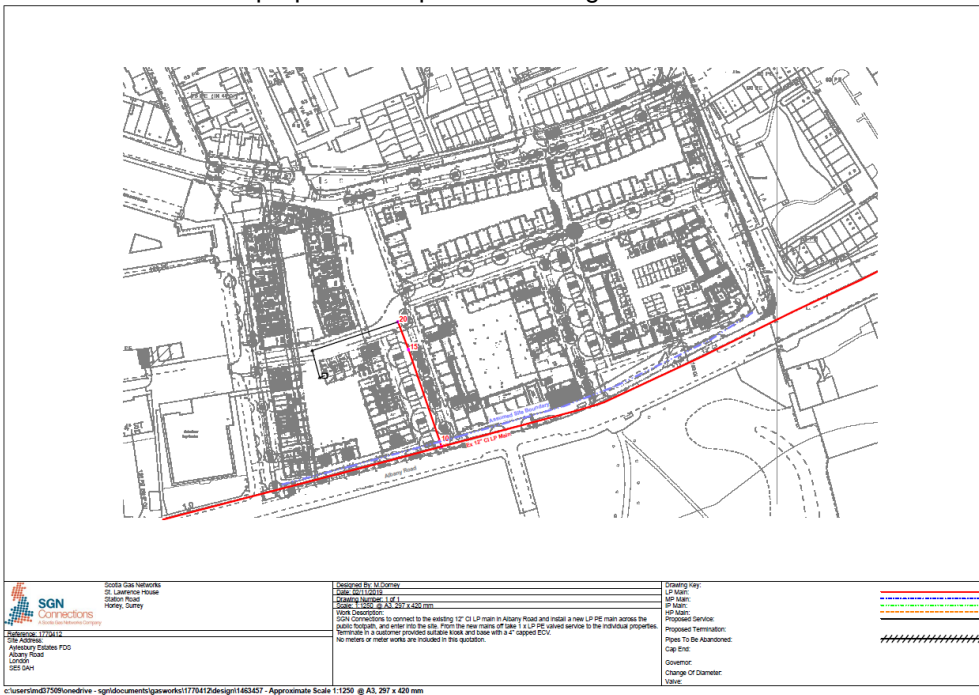 20
15
10
Assumed Site Boundary
Ex 12" CI LP Main
Albany Road
SGN
Connections
A Scotia Gas Networks Company
Scotia Gas Networks
St. Lawrence House
Station Road
Horley, Surrey
Reference: 1770412
Site Address:
Aylesbury Estates FDS
Albany Road
London
SE5 0AH
Designed By: M.Dorney
Date: 02/11/2019
Drawing Number: 1 of 1
Scale: 1:1250 @ A3, 297 x 420 mm
Work Description:
SGN Connections to connect to the existing 12" CI LP main in Albany Road and install a new LP PE main across the
public footpath, and enter into the site. From the new mains off take 1 x LP PE valved service to the individual properties.
Terminate in a customer provided suitable kiosk and base with a 4" capped ECV.
No meters or meter works are included in this quotation.
Drawing Key:
LP Main:
MP Main:
IP Main:
HP Main:
Proposed Service:
Proposed Termination:
Pipes To Be Abandoned:
Cap End:
Governor:
Change Of Diameter:
Valve:
c:\users\md37509\onedrive - sgn\documents\gasworks\1770412\design\1463457 - Approximate Scale 1:1250 @ A3, 297 x 420 mm